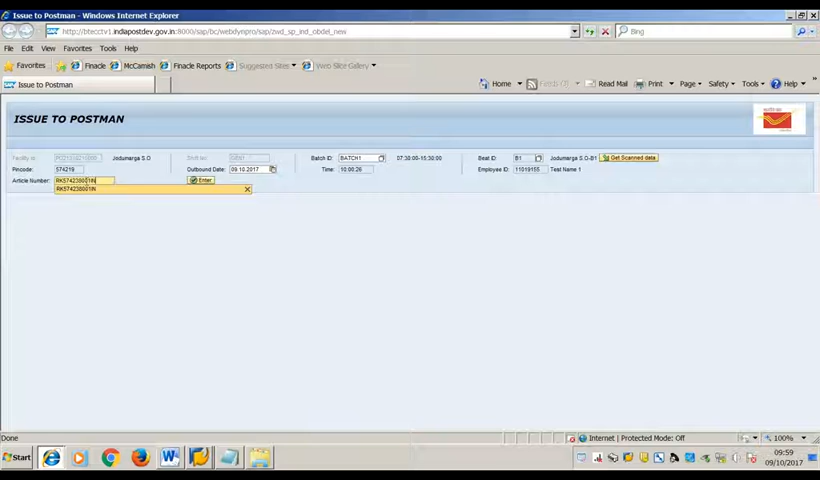 Issue to Postman - Windows Internet Explorer
http://btecctv1.indiapostdev.gov.in:8000/sap/bc/webdynpro/sap/zwd_sp_ind_obdel_new
Bing
File Edit View Favorites Tools Help
Favorites Finacle McCamish Finacle Reports Suggested Sites Web Slice Gallery
Issue to Postman
Home Feeds Read Mail Print Page Safety Tools Help
ISSUE TO POSTMAN
Facility Id: Jodumarga S.O Batch ID: BATCH1 07:30:00-15:30:00 Beat ID: B1 Jodumarga S.O-B1 Get Scanned data
Pincode: 574219 Outbound Date: 09.10.2017 Time: 10:00:26 Employee ID: 11019155 Test Name 1
Article Number: RK574238001IN Enter
RK574238001IN
Done Internet | Protected Mode: Off 100%
Start 09:59
09/10/2017